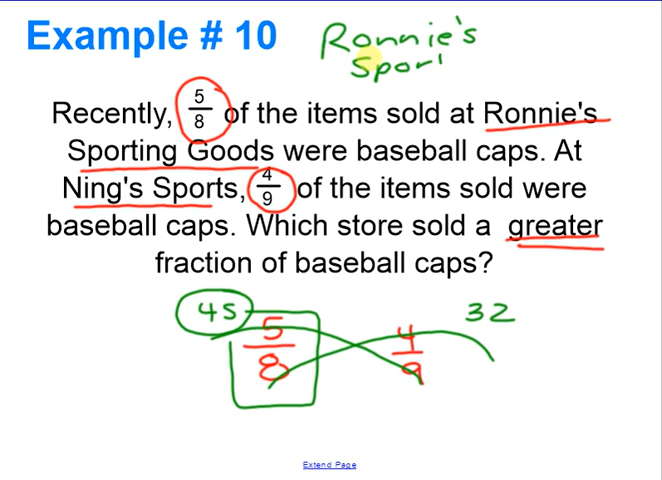 Example # 10
Ronnie's
Spor
Recently, 5/8 of the items sold at Ronnie's
Sporting Goods were baseball caps. At
Ning's Sports, 4/9 of the items sold were
baseball caps. Which store sold a greater
fraction of baseball caps?
45 32
5/8 4/9
Extend Page